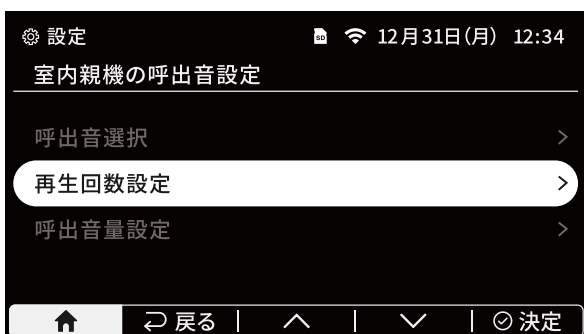 設定 SD 12月31日(月) 12:34
室内親機の呼出音設定
呼出音選択
再生回数設定
呼出音量設定
戻る 決定